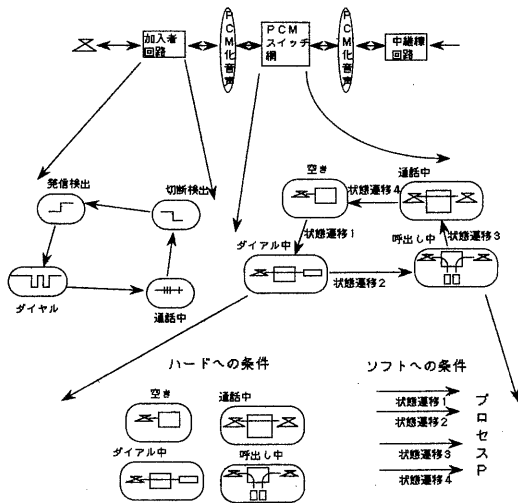 加入者
回路
PCM化音声
PCM
スイッチ
網
PCM化音声
中継線
回路
発信検出
切断検出
ダイヤル
通話中
空き
通話中
状態遷移4
状態遷移1
状態遷移3
ダイアル中
呼出し中
状態遷移2
ハードへの条件
ソフトへの条件
空き
通話中
ダイアル中
呼出し中
状態遷移1
状態遷移2
状態遷移3
状態遷移4
プロセスP